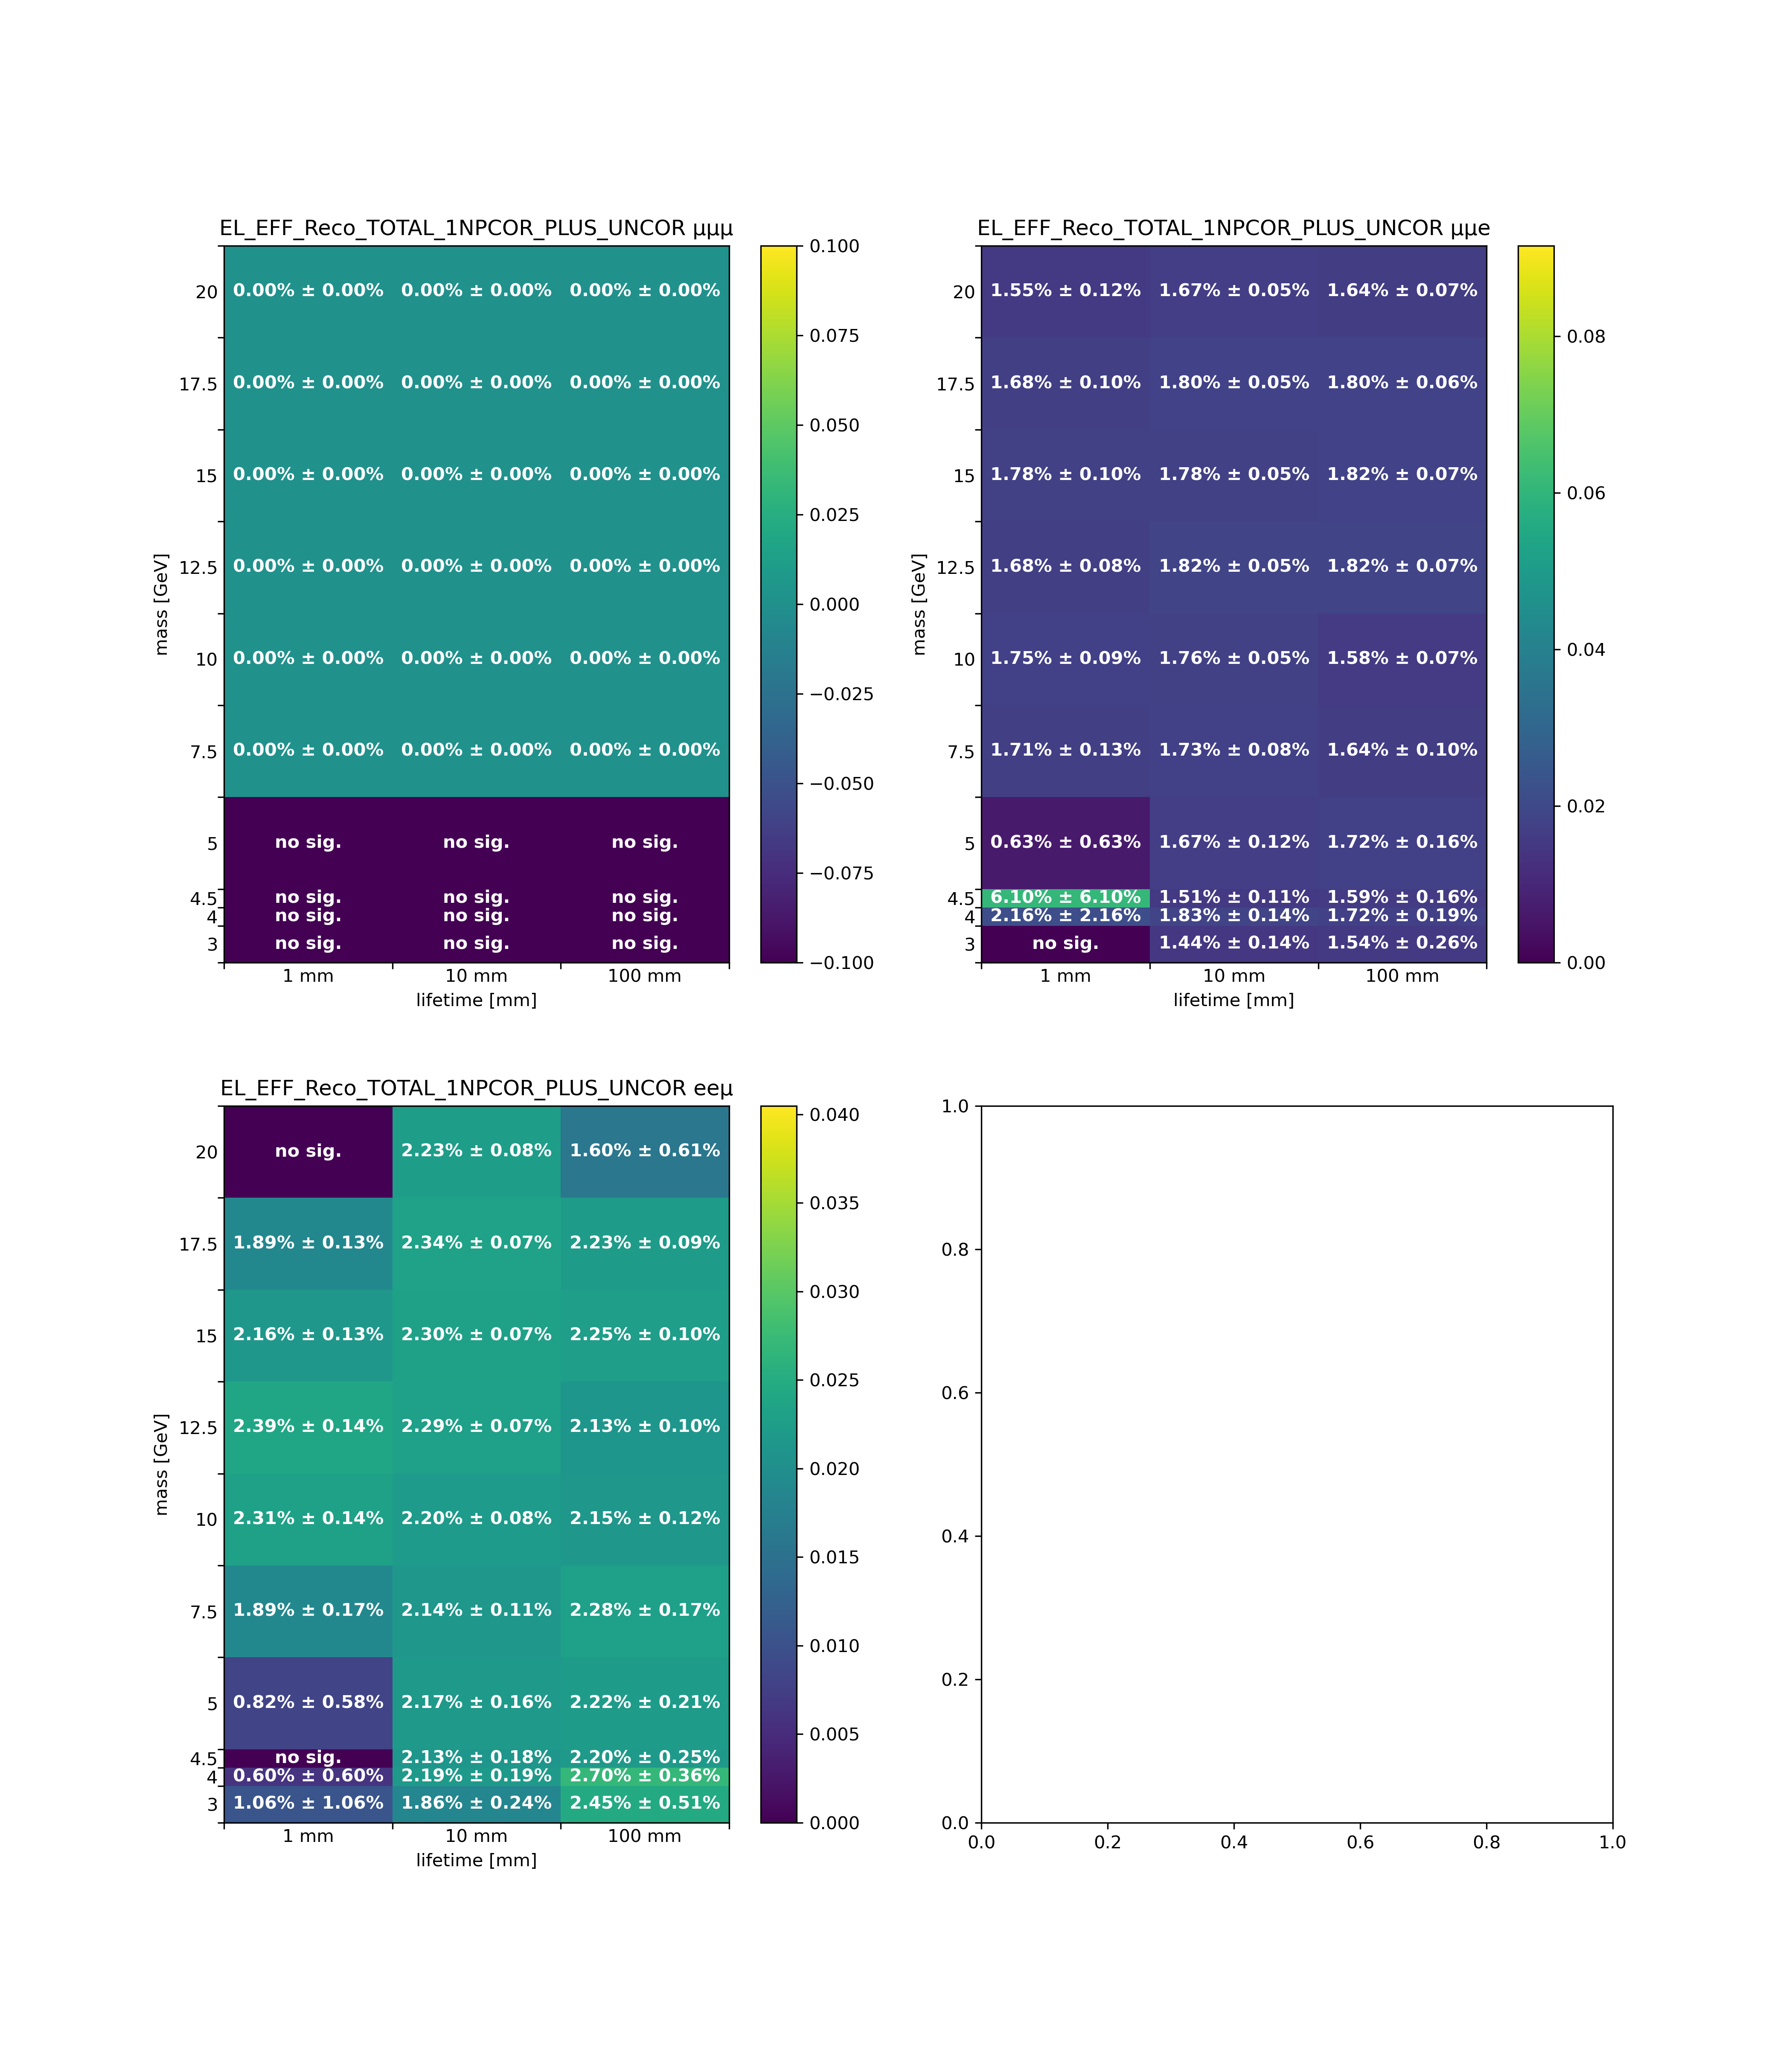 EL_EFF_Reco_TOTAL_1NPCOR_PLUS_UNCOR μμμ
mass [GeV]
20 0.00% ± 0.00% 0.00% ± 0.00% 0.00% ± 0.00%
17.5 0.00% ± 0.00% 0.00% ± 0.00% 0.00% ± 0.00%
15 0.00% ± 0.00% 0.00% ± 0.00% 0.00% ± 0.00%
12.5 0.00% ± 0.00% 0.00% ± 0.00% 0.00% ± 0.00%
10 0.00% ± 0.00% 0.00% ± 0.00% 0.00% ± 0.00%
7.5 0.00% ± 0.00% 0.00% ± 0.00% 0.00% ± 0.00%
5 no sig. no sig. no sig.
4.5 no sig. no sig. no sig.
4 no sig. no sig. no sig.
3 no sig. no sig. no sig.
1 mm 10 mm 100 mm
lifetime [mm]
0.100
0.075
0.050
0.025
0.000
−0.025
−0.050
−0.075
−0.100
EL_EFF_Reco_TOTAL_1NPCOR_PLUS_UNCOR μμe
mass [GeV]
20 1.55% ± 0.12% 1.67% ± 0.05% 1.64% ± 0.07%
17.5 1.68% ± 0.10% 1.80% ± 0.05% 1.80% ± 0.06%
15 1.78% ± 0.10% 1.78% ± 0.05% 1.82% ± 0.07%
12.5 1.68% ± 0.08% 1.82% ± 0.05% 1.82% ± 0.07%
10 1.75% ± 0.09% 1.76% ± 0.05% 1.58% ± 0.07%
7.5 1.71% ± 0.13% 1.73% ± 0.08% 1.64% ± 0.10%
5 0.63% ± 0.63% 1.67% ± 0.12% 1.72% ± 0.16%
4.5 6.10% ± 6.10% 1.51% ± 0.11% 1.59% ± 0.16%
4 2.16% ± 2.16% 1.83% ± 0.14% 1.72% ± 0.19%
3 no sig. 1.44% ± 0.14% 1.54% ± 0.26%
1 mm 10 mm 100 mm
lifetime [mm]
0.08
0.06
0.04
0.02
0.00
EL_EFF_Reco_TOTAL_1NPCOR_PLUS_UNCOR eeμ
mass [GeV]
20 no sig. 2.23% ± 0.08% 1.60% ± 0.61%
17.5 1.89% ± 0.13% 2.34% ± 0.07% 2.23% ± 0.09%
15 2.16% ± 0.13% 2.30% ± 0.07% 2.25% ± 0.10%
12.5 2.39% ± 0.14% 2.29% ± 0.07% 2.13% ± 0.10%
10 2.31% ± 0.14% 2.20% ± 0.08% 2.15% ± 0.12%
7.5 1.89% ± 0.17% 2.14% ± 0.11% 2.28% ± 0.17%
5 0.82% ± 0.58% 2.17% ± 0.16% 2.22% ± 0.21%
4.5 no sig. 2.13% ± 0.18% 2.20% ± 0.25%
4 0.60% ± 0.60% 2.19% ± 0.19% 2.70% ± 0.36%
3 1.06% ± 1.06% 1.86% ± 0.24% 2.45% ± 0.51%
1 mm 10 mm 100 mm
lifetime [mm]
0.040
0.035
0.030
0.025
0.020
0.015
0.010
0.005
0.000
1.0
0.8
0.6
0.4
0.2
0.0
0.0 0.2 0.4 0.6 0.8 1.0